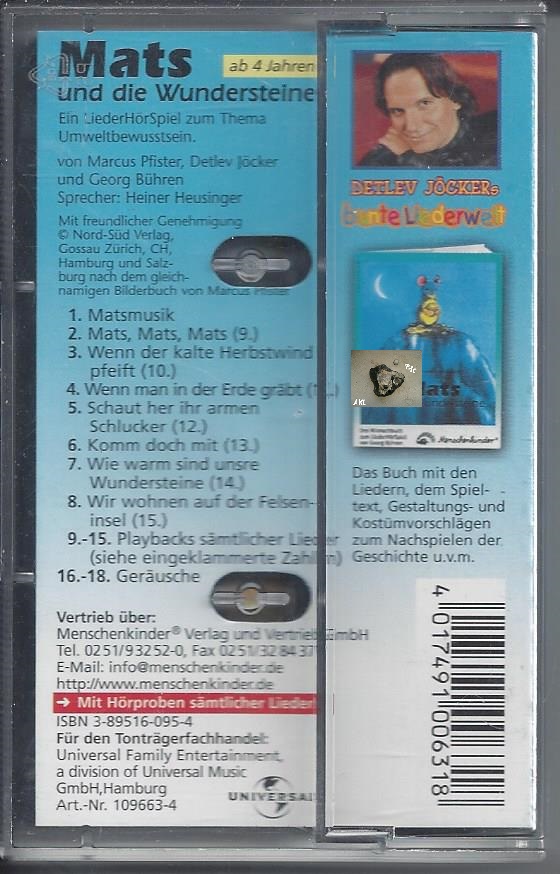 Mats
ab 4 Jahren
und die Wundersteine
Ein LiederHörSpiel zum Thema
Umweltbewusstsein.
von Marcus Pfister, Detlev Jöcker
und Georg Bühren
Sprecher: Heiner Heusinger
Mit freundlicher Genehmigung
© Nord-Süd Verlag,
Gossau Zürich, CH,
Hamburg und Salz-
burg nach dem gleich-
namigen Bilderbuch von Marcus Pfister
1. Matsmusik
2. Mats, Mats, Mats (9.)
3. Wenn der kalte Herbstwind
pfeift (10.)
4. Wenn man in der Erde gräbt
5. Schaut her ihr armen
Schlucker (12.)
6. Komm doch mit (13.)
7. Wie warm sind unsre
Wundersteine (14.)
8. Wir wohnen auf der Felsen-
insel (15.)
9.-15. Playbacks sämtlicher Lieder
(siehe eingeklammerte Zahlen)
16.-18. Geräusche
Vertrieb über:
Menschenkinder® Verlag und Vertrieb GmbH
Tel. 0251/93252-0, Fax 0251/328437
E-Mail: info@menschenkinder.de
http://www.menschenkinder.de
→ Mit Hörproben sämtlicher Lieder
ISBN 3-89516-095-4
Für den Tonträgerfachhandel:
Universal Family Entertainment,
a division of Universal Music
GmbH,Hamburg
Art.-Nr. 109663-4
UNIVERSAL
DETLEV JÖCKERs
bunte Liederwelt
Mats
Das Mitmachbuch
zum LiederHörSpiel
von Georg Bühren
Menschenkinder®
Das Buch mit den
Liedern, dem Spiel-
text, Gestaltungs- und
Kostümvorschlägen
zum Nachspielen der
Geschichte u.v.m.
4 017491 006318